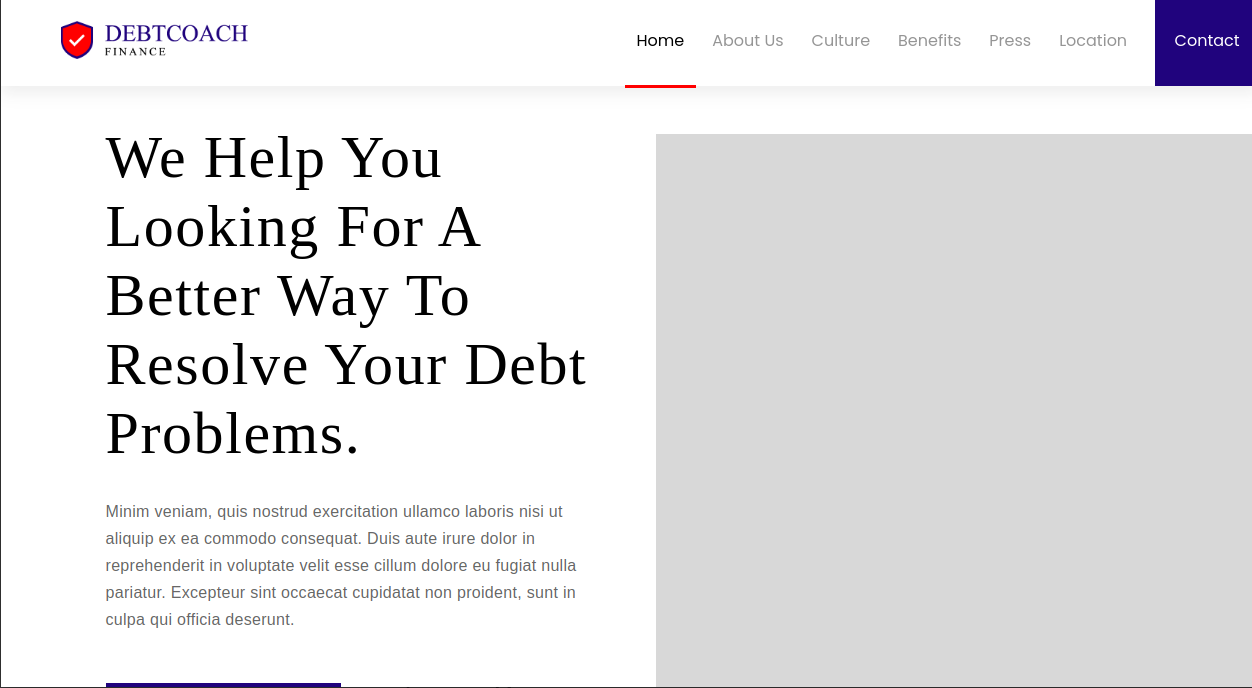 DEBTCOACH
FINANCE
Home About Us Culture Benefits Press Location Contact
We Help You
Looking For A
Better Way To
Resolve Your Debt
Problems.
Minim veniam, quis nostrud exercitation ullamco laboris nisi ut
aliquip ex ea commodo consequat. Duis aute irure dolor in
reprehenderit in voluptate velit esse cillum dolore eu fugiat nulla
pariatur. Excepteur sint occaecat cupidatat non proident, sunt in
culpa qui officia deserunt.